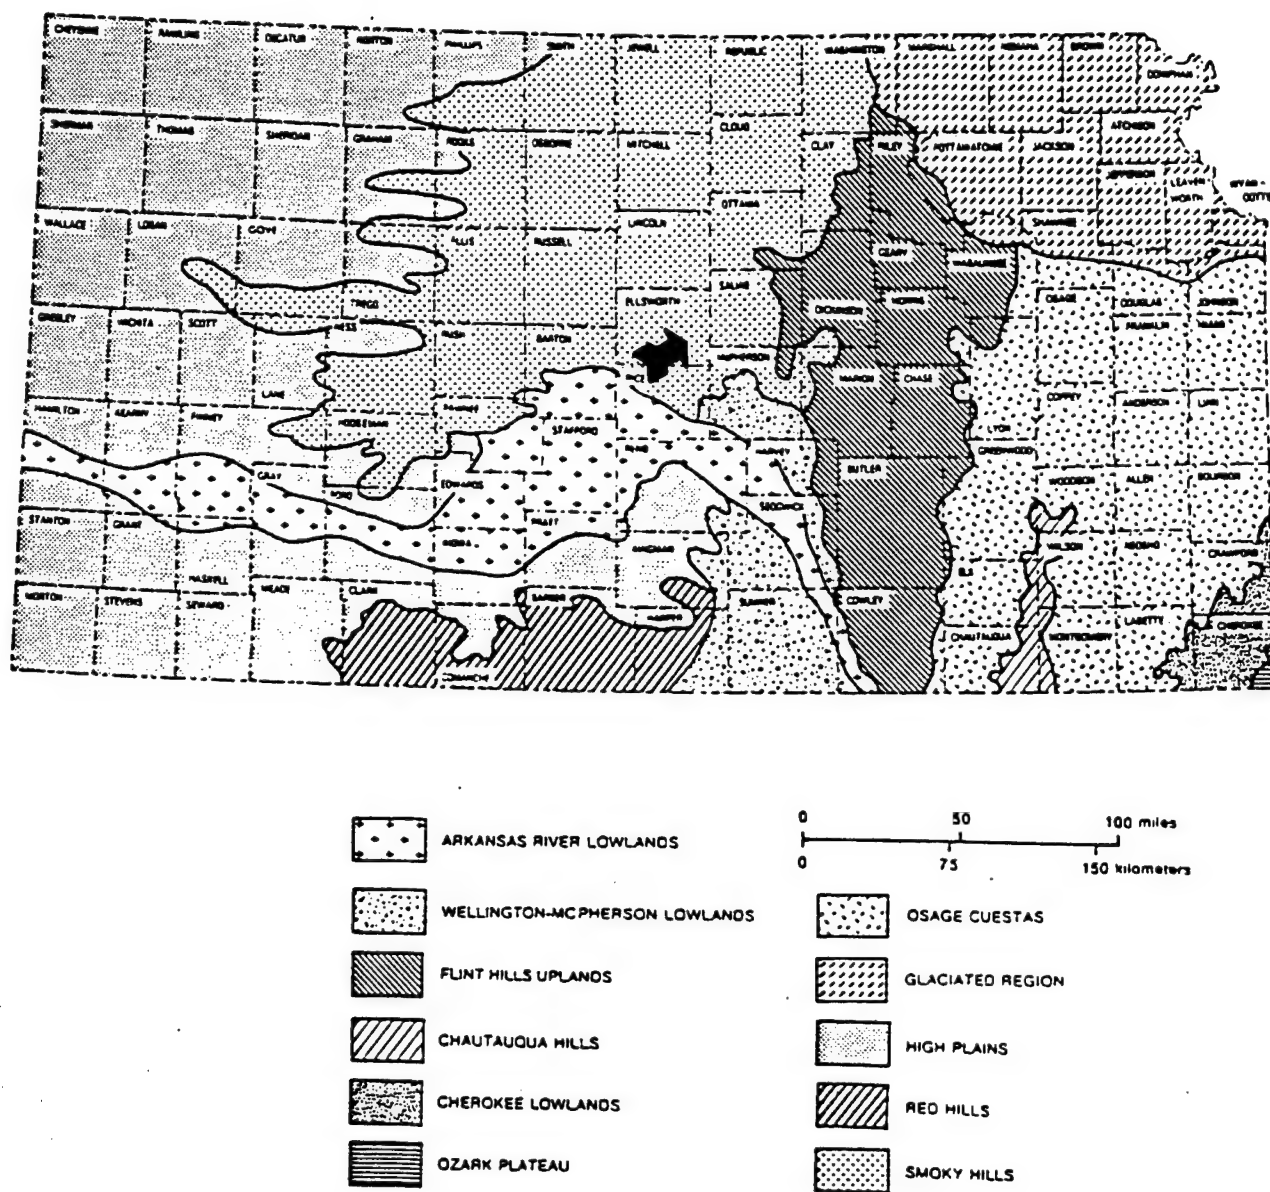 CHEYENNE RAWLINS DECATUR NORTON PHILLIPS SMITH JEWELL REPUBLIC WASHINGTON MARSHALL NEMAHA BROWN
DONIPHAN
SHERMAN THOMAS SHERIDAN GRAHAM ROOKS OSBORNE MITCHELL CLOUD CLAY RILEY POTTAWATOMIE JACKSON ATCHISON
JEFFERSON LEAVEN WORTH WYAN- DOTTE
WALLACE LOGAN GOVE TREGO ELLIS RUSSELL LINCOLN OTTAWA GEARY WABAUNSEE SHAWNEE
ELLSWORTH SALINE DICKINSON MORRIS OSAGE DOUGLAS JOHNSON
GREELEY WICHITA SCOTT LANE NESS RUSH BARTON RICE McPHERSON MARION CHASE FRANKLIN MIAMI
HAMILTON KEARNY FINNEY HODGEMAN PAWNEE STAFFORD RENO HARVEY LYON COFFEY ANDERSON LINN
GRAY FORD EDWARDS BUTLER GREENWOOD WOODSON ALLEN BOURBON
STANTON GRANT HASKELL KIOWA PRATT KINGMAN SEDGWICK ELK WILSON NEOSHO CRAWFORD
MORTON STEVENS SEWARD MEADE CLARK COMANCHE BARBER HARPER SUMNER COWLEY CHAUTAUQUA MONTGOMERY LABETTE CHEROKEE
ARKANSAS RIVER LOWLANDS
WELLINGTON-MCPHERSON LOWLANDS
FLINT HILLS UPLANDS
CHAUTAUQUA HILLS
CHEROKEE LOWLANDS
OZARK PLATEAU
0 50 100 miles
0 75 150 kilometers
OSAGE CUESTAS
GLACIATED REGION
HIGH PLAINS
RED HILLS
SMOKY HILLS